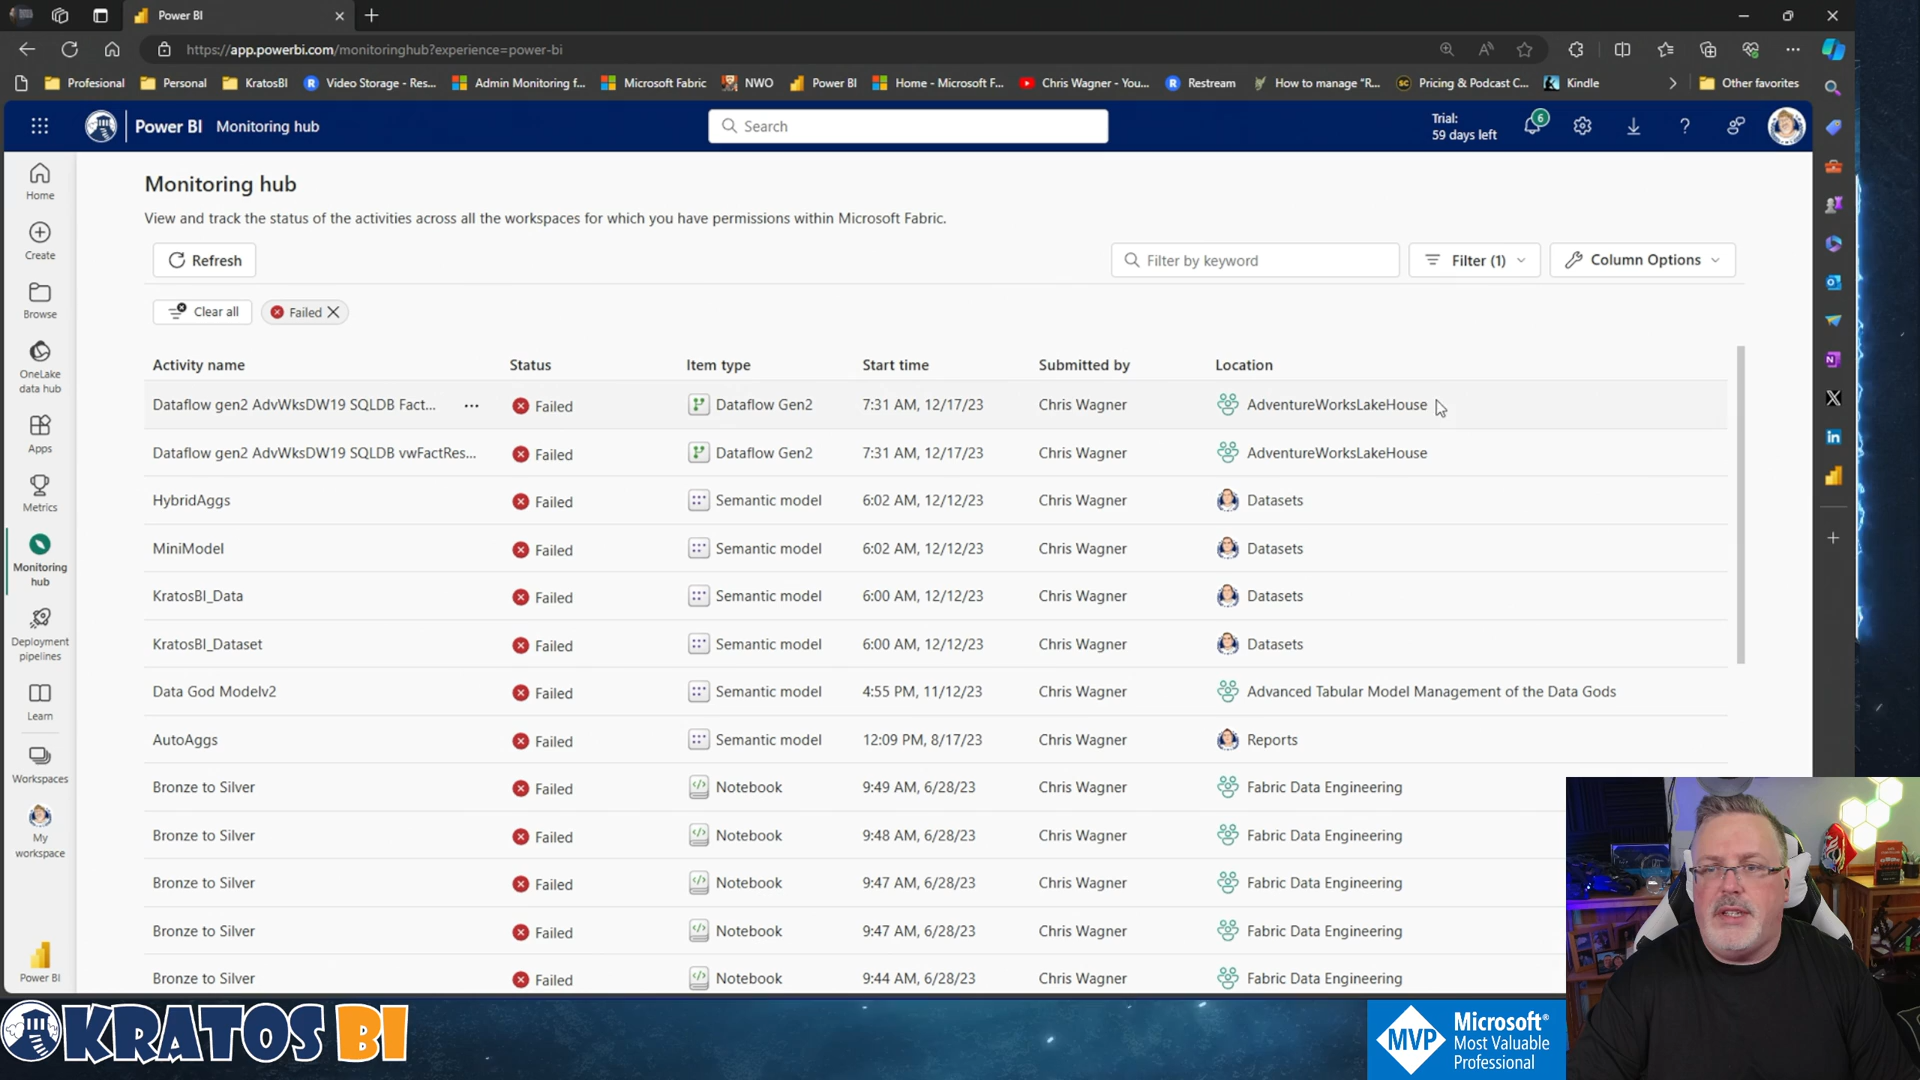 Power BI
https://app.powerbi.com/monitoringhub?experience=power-bi
Profesional
Personal
KratosBI
Video Storage - Res...
Admin Monitoring f...
Microsoft Fabric
NWO
Power BI
Home - Microsoft F...
Chris Wagner - You...
Restream
How to manage "R...
Pricing & Podcast C...
Kindle
Other favorites
Power BI Monitoring hub
Search
Trial:
59 days left
6
Home
Create
Browse
OneLake
data hub
Apps
Metrics
Monitoring
hub
Deployment
pipelines
Learn
Workspaces
My
workspace
Power BI
Monitoring hub
View and track the status of the activities across all the workspaces for which you have permissions within Microsoft Fabric.
Refresh
Filter by keyword
Filter (1)
Column Options
Clear all
Failed
Activity name Status Item type Start time Submitted by Location
Dataflow gen2 AdvWksDW19 SQLDB Fact... Failed Dataflow Gen2 7:31 AM, 12/17/23 Chris Wagner AdventureWorksLakeHouse
Dataflow gen2 AdvWksDW19 SQLDB vwFactRes... Failed Dataflow Gen2 7:31 AM, 12/17/23 Chris Wagner AdventureWorksLakeHouse
HybridAggs Failed Semantic model 6:02 AM, 12/12/23 Chris Wagner Datasets
MiniModel Failed Semantic model 6:02 AM, 12/12/23 Chris Wagner Datasets
KratosBI_Data Failed Semantic model 6:00 AM, 12/12/23 Chris Wagner Datasets
KratosBI_Dataset Failed Semantic model 6:00 AM, 12/12/23 Chris Wagner Datasets
Data God Modelv2 Failed Semantic model 4:55 PM, 11/12/23 Chris Wagner Advanced Tabular Model Management of the Data Gods
AutoAggs Failed Semantic model 12:09 PM, 8/17/23 Chris Wagner Reports
Bronze to Silver Failed Notebook 9:49 AM, 6/28/23 Chris Wagner Fabric Data Engineering
Bronze to Silver Failed Notebook 9:48 AM, 6/28/23 Chris Wagner Fabric Data Engineering
Bronze to Silver Failed Notebook 9:47 AM, 6/28/23 Chris Wagner Fabric Data Engineering
Bronze to Silver Failed Notebook 9:47 AM, 6/28/23 Chris Wagner Fabric Data Engineering
Bronze to Silver Failed Notebook 9:44 AM, 6/28/23 Chris Wagner Fabric Data Engineering
KRATOS BI
MVP
Microsoft®
Most Valuable
Professional